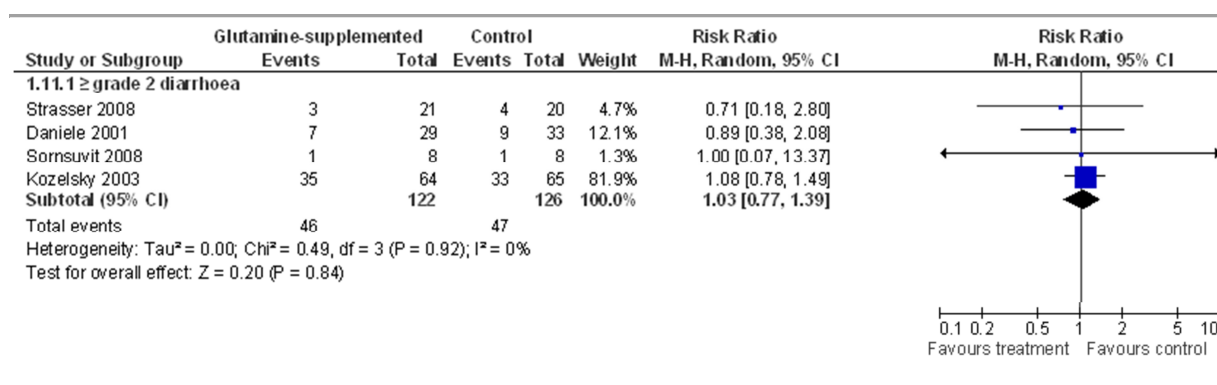 Glutamine-supplemented Control Risk Ratio Risk Ratio
Study or Subgroup Events Total Events Total Weight M-H, Random, 95% CI M-H, Random, 95% CI
1.11.1 ≥ grade 2 diarrhoea
Strasser 2008 3 21 4 20 4.7% 0.71 [0.18, 2.80]
Daniele 2001 7 29 9 33 12.1% 0.89 [0.38, 2.08]
Sornsuvit 2008 1 8 1 8 1.3% 1.00 [0.07, 13.37]
Kozelsky 2003 35 64 33 65 81.9% 1.08 [0.78, 1.49]
Subtotal (95% CI) 122 126 100.0% 1.03 [0.77, 1.39]
Total events 46 47
Heterogeneity: Tau² = 0.00; Chi² = 0.49, df = 3 (P = 0.92); I² = 0%
Test for overall effect: Z = 0.20 (P = 0.84)
0.1 0.2 0.5 1 2 5 10
Favours treatment Favours control